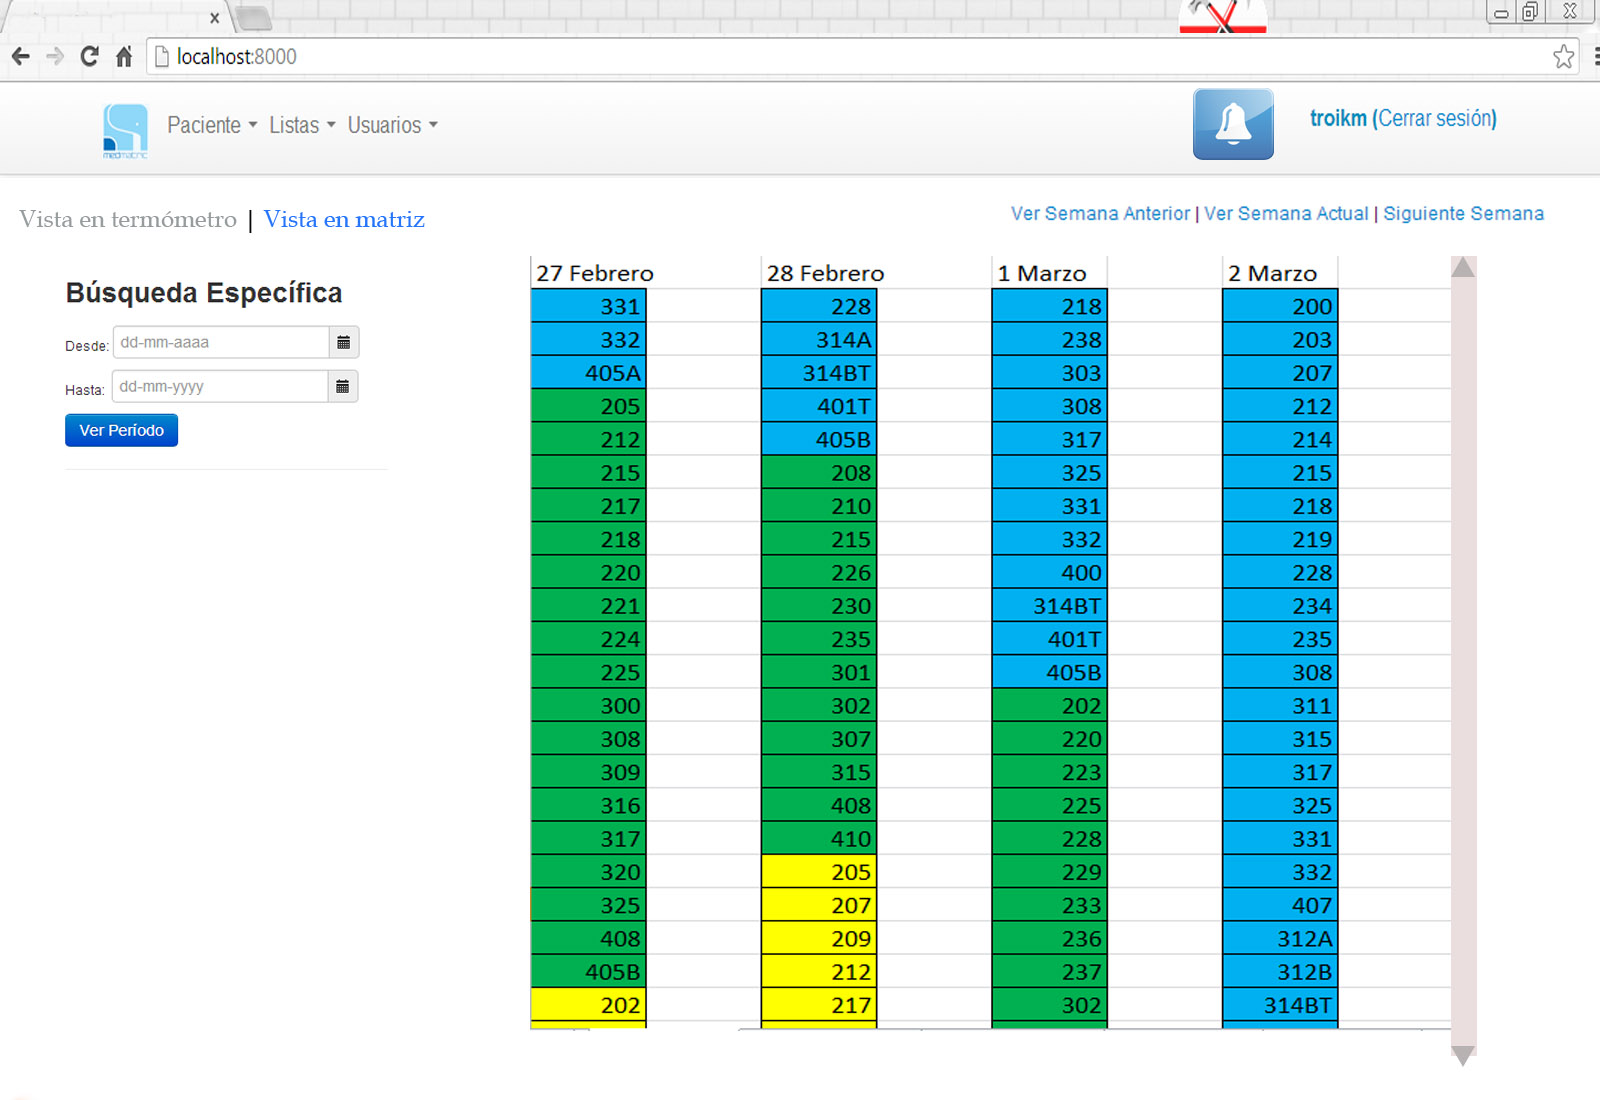 localhost:8000
medmatric
Paciente Listas Usuarios
troikm (Cerrar sesión)
Vista en termómetro | Vista en matriz
Ver Semana Anterior | Ver Semana Actual | Siguiente Semana
Búsqueda Específica
Desde: dd-mm-aaaa
Hasta: dd-mm-yyyy
Ver Período
27 Febrero 28 Febrero 1 Marzo 2 Marzo
331 228 218 200
332 314A 238 203
405A 314BT 303 207
205 401T 308 212
212 405B 317 214
215 208 325 215
217 210 331 218
218 215 332 219
220 226 400 228
221 230 314BT 234
224 235 401T 235
225 301 405B 308
300 302 202 311
308 307 220 315
309 315 223 317
316 408 225 325
317 410 228 331
320 205 229 332
325 207 233 407
408 209 236 312A
405B 212 237 312B
202 217 302 314BT